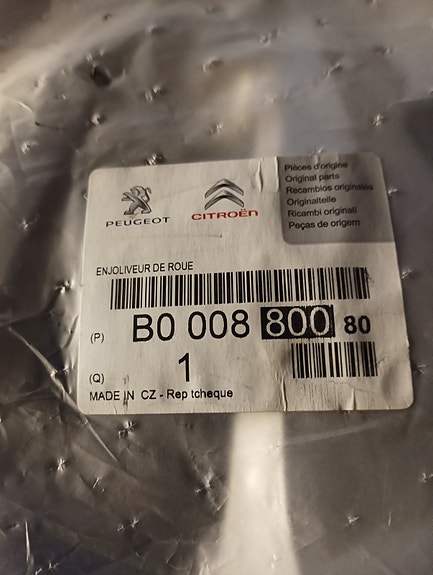 PEUGEOT
CITROËN
Pièces d'origine
Original parts
Recambios originales
Originalteile
Ricambi originali
Peças de origem
ENJOLIVEUR DE ROUE
(P) B0 008 800 80
(Q) 1
MADE IN CZ - Rep tcheque